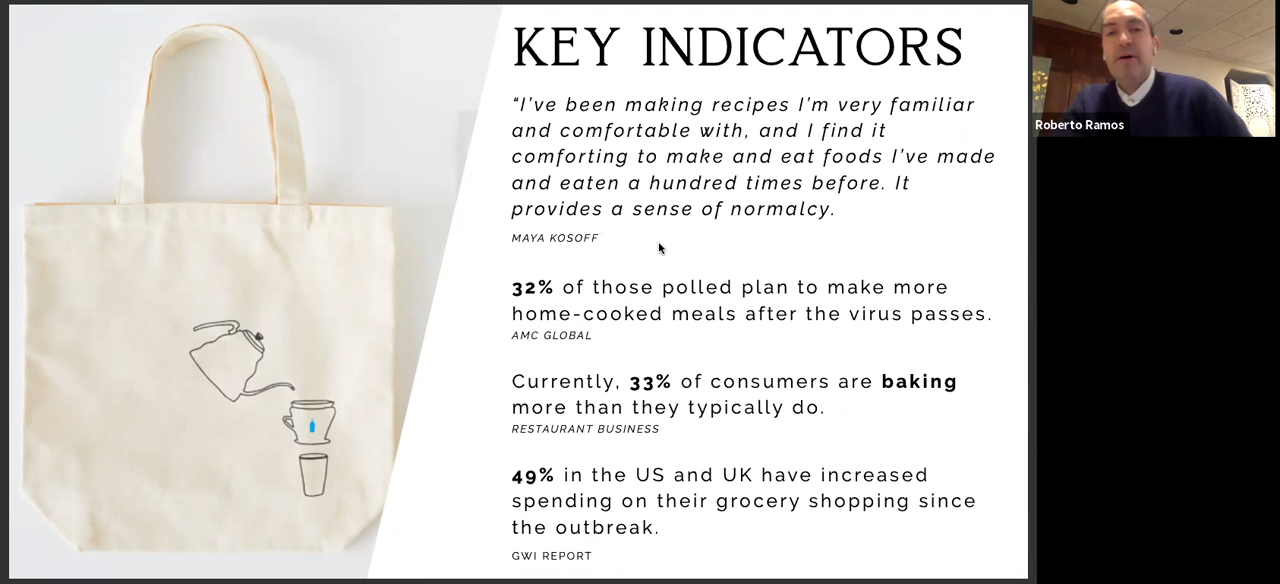 KEY INDICATORS
“I’ve been making recipes I’m very familiar
and comfortable with, and I find it
comforting to make and eat foods I’ve made
and eaten a hundred times before. It
provides a sense of normalcy.
MAYA KOSOFF
32% of those polled plan to make more
home-cooked meals after the virus passes.
AMC GLOBAL
Currently, 33% of consumers are baking
more than they typically do.
RESTAURANT BUSINESS
49% in the US and UK have increased
spending on their grocery shopping since
the outbreak.
GWI REPORT
Roberto Ramos